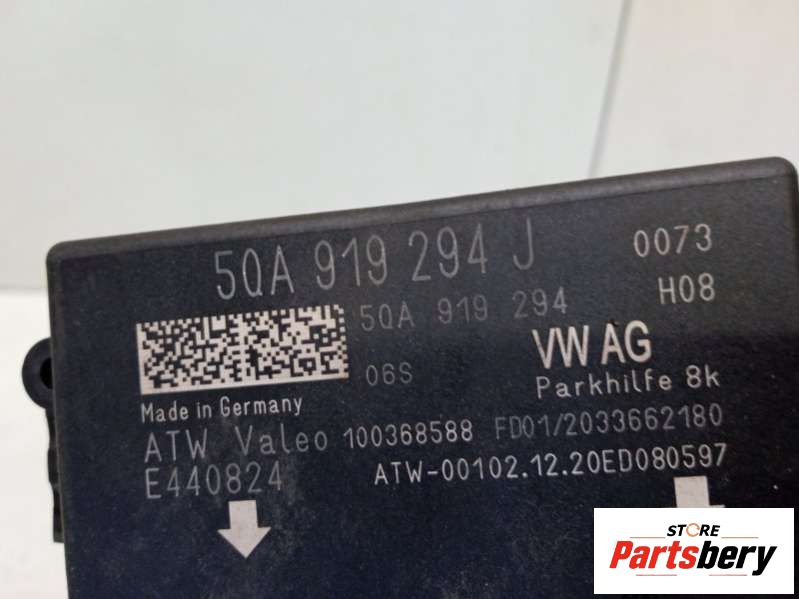 5QA 919 294 J 0073
5QA 919 294 H08
06S VW AG
Parkhilfe 8k
Made in Germany
ATW Valeo 100368588 FD01/2033662180
E440824 ATW-00102.12.20ED080597
STORE
Partsbery